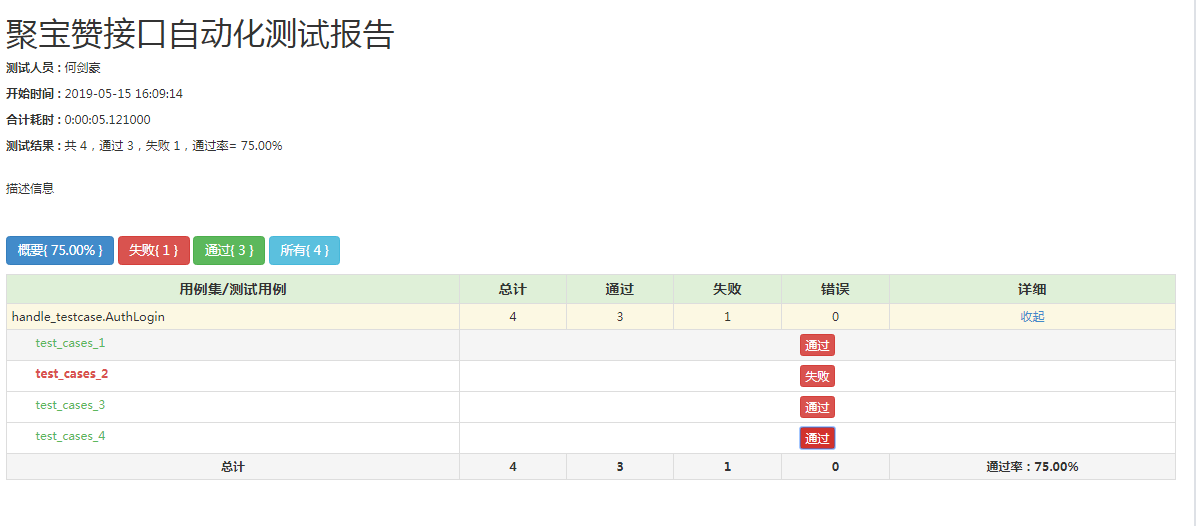 聚宝赞接口自动化测试报告
测试人员 : 何剑豪
开始时间 : 2019-05-15 16:09:14
合计耗时 : 0:00:05.121000
测试结果 : 共 4，通过 3，失败 1，通过率= 75.00%
描述信息
概要{ 75.00% } 失败{ 1 } 通过{ 3 } 所有{ 4 }
用例集/测试用例 总计 通过 失败 错误 详细
handle_testcase.AuthLogin 4 3 1 0 收起
test_cases_1 通过
test_cases_2 失败
test_cases_3 通过
test_cases_4 通过
总计 4 3 1 0 通过率：75.00%